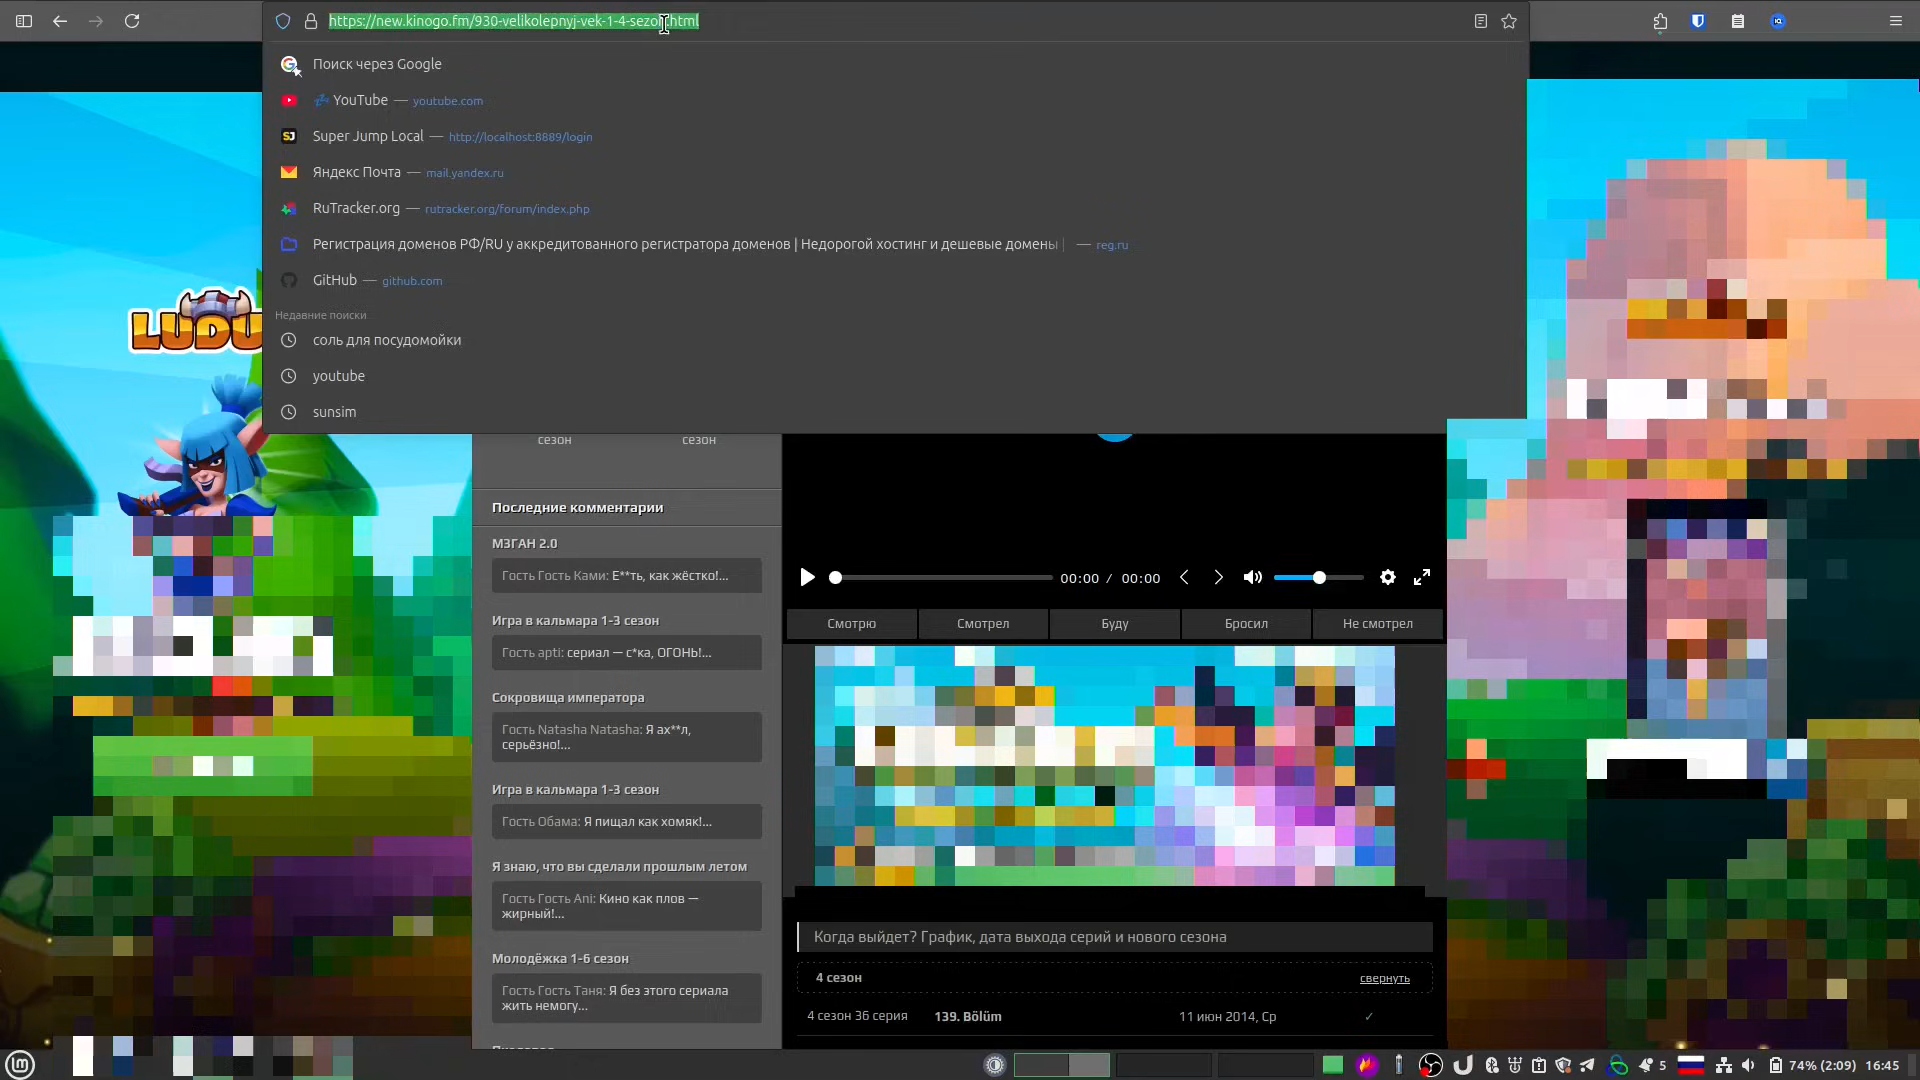 https://new.kinogo.fm/930-velikolepnyj-vek-1-4-sezon.html
Поиск через Google
YouTube — youtube.com
Super Jump Local — http://localhost:8889/login
Яндекс Почта — mail.yandex.ru
RuTracker.org — rutracker.org/forum/index.php
Регистрация доменов РФ/RU у аккредитованного регистратора доменов | Недорогой хостинг и дешевые домены | — reg.ru
GitHub — github.com
Недавние поиски
соль для посудомойки
youtube
sunsim
LUDU
сезон
сезон
Последние комментарии
МЗГАН 2.0
Гость Гость Ками: Е**ть, как жёстко!...
Игра в кальмара 1-3 сезон
Гость apti: сериал — с*ка, ОГОНЬ!...
Сокровища императора
Гость Natasha Natasha: Я ах**л,
серьёзно!...
Игра в кальмара 1-3 сезон
Гость Обама: Я пищал как хомяк!...
Я знаю, что вы сделали прошлым летом
Гость Гость Ani: Кино как плов —
жирный!...
Молодёжка 1-6 сезон
Гость Гость Таня: Я без этого сериала
жить немогу...
00:00 / 00:00
Смотрю
Смотрел
Буду
Бросил
Не смотрел
Когда выйдет? График, дата выхода серий и нового сезона
4 сезон
свернуть
4 сезон 36 серия
139. Bölüm
11 июн 2014, Ср
✓
5
74% (2:09)
16:45